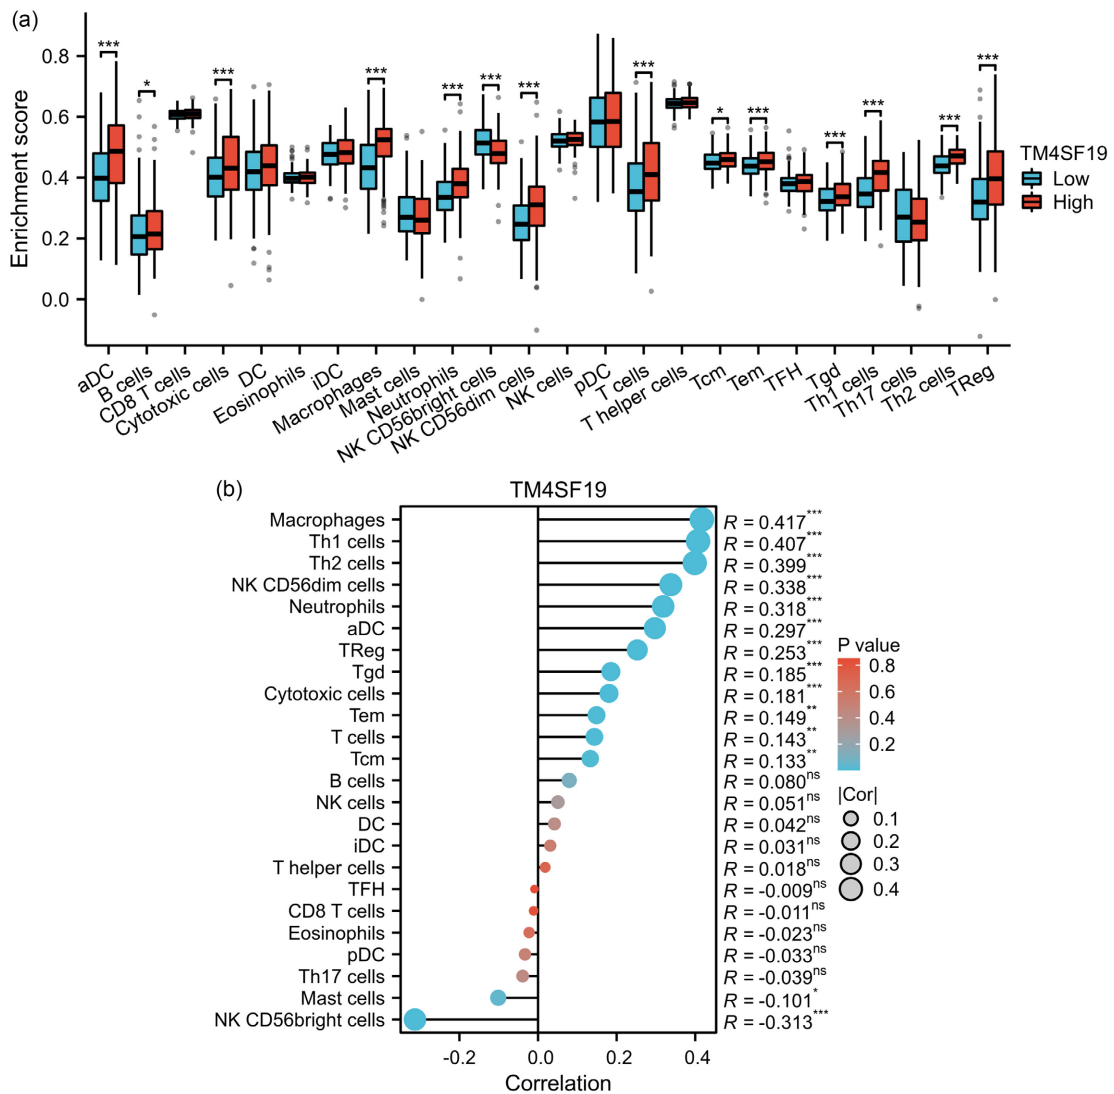 (a)
Enrichment score
0.8
0.6
0.4
0.2
0.0
***
*
***
***
***
***
***
***
*
***
***
***
***
***
TM4SF19
Low
High
aDC
B cells
CD8 T cells
Cytotoxic cells
DC
Eosinophils
iDC
Macrophages
Mast cells
Neutrophils
NK CD56bright cells
NK CD56dim cells
NK cells
pDC
T cells
T helper cells
Tcm
Tem
TFH
Tgd
Th1 cells
Th17 cells
Th2 cells
TReg
(b)
TM4SF19
Macrophages R = 0.417***
Th1 cells R = 0.407***
Th2 cells R = 0.399***
NK CD56dim cells R = 0.338***
Neutrophils R = 0.318***
aDC R = 0.297***
TReg R = 0.253***
Tgd R = 0.185***
Cytotoxic cells R = 0.181***
Tem R = 0.149**
T cells R = 0.143**
Tcm R = 0.133**
B cells R = 0.080ns
NK cells R = 0.051ns
DC R = 0.042ns
iDC R = 0.031ns
T helper cells R = 0.018ns
TFH R = -0.009ns
CD8 T cells R = -0.011ns
Eosinophils R = -0.023ns
pDC R = -0.033ns
Th17 cells R = -0.039ns
Mast cells R = -0.101*
NK CD56bright cells R = -0.313***
-0.2 0.0 0.2 0.4
Correlation
P value
0.8
0.6
0.4
0.2
|Cor|
0.1
0.2
0.3
0.4